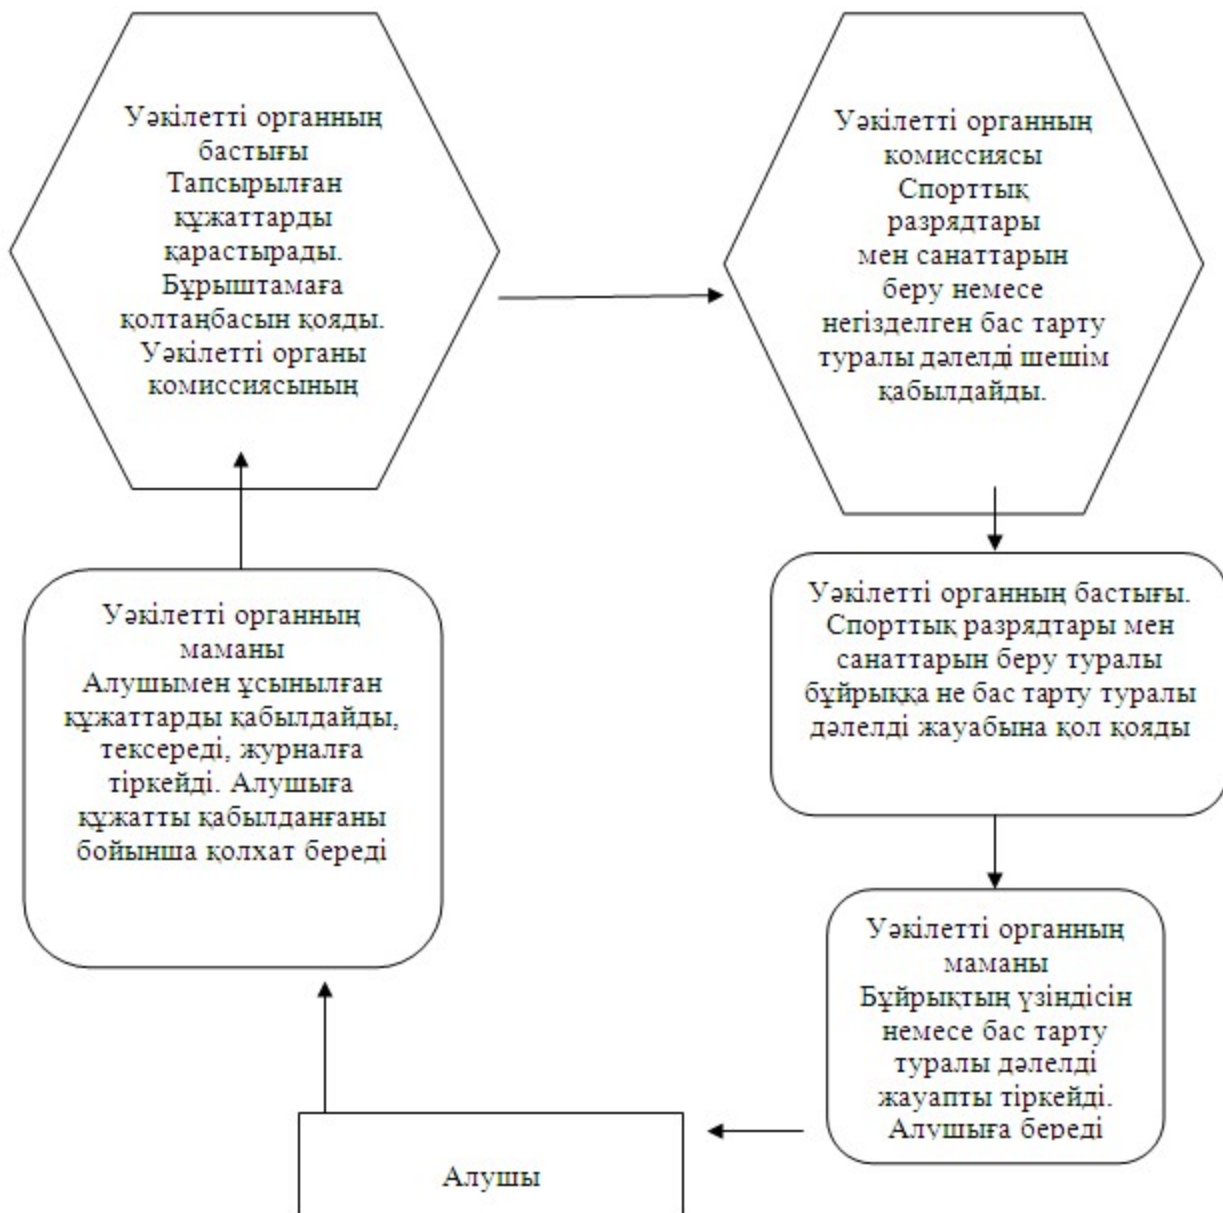 Уәкілетті органның
бастығы
Тапсырылған
құжаттарды
қарастырады.
Бұрыштамаға
қолтаңбасын қояды.
Уәкілетті органы
комиссиясының
Уәкілетті органның
комиссиясы
Спорттық
разрядтары
мен санаттарын
беру немесе
негізделген бас тарту
туралы дәлелді шешім
қабылдайды.
Уәкілетті органның
маманы
Алушымен ұсынылған
құжаттарды қабылдайды,
тексереді, журналға
тіркейді. Алушыға
құжатты қабылданғаны
бойынша қолхат береді
Уәкілетті органның бастығы.
Спорттық разрядтары мен
санаттарын беру туралы
бұйрыққа не бас тарту туралы
дәлелді жауабына қол қояды
Уәкілетті органның
маманы
Бұйрықтың үзіндісін
немесе бас тарту
туралы дәлелді
жауапты тіркейді.
Алушыға береді
Алушы